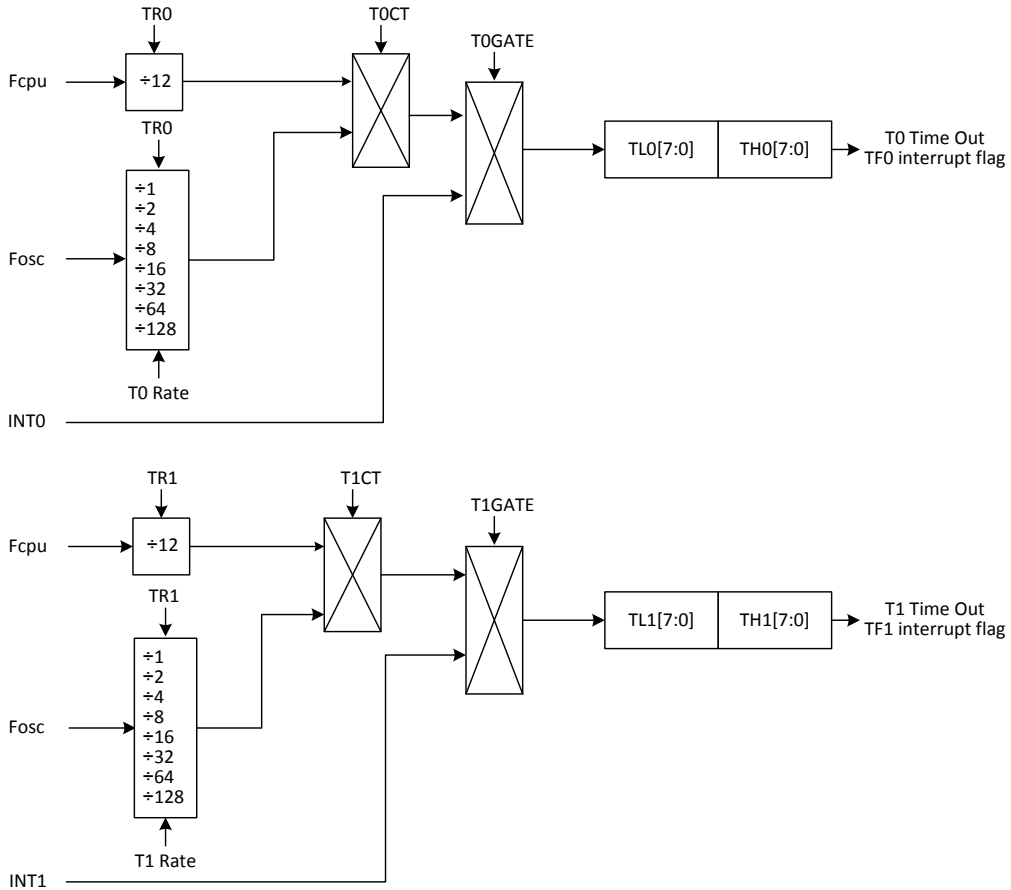 TR0
T0CT
T0GATE
Fcpu
÷12
TR0
TL0[7:0]
TH0[7:0]
T0 Time Out
TF0 interrupt flag
÷1
÷2
÷4
÷8
÷16
÷32
÷64
÷128
Fosc
T0 Rate
INT0
TR1
T1CT
T1GATE
Fcpu
÷12
TR1
TL1[7:0]
TH1[7:0]
T1 Time Out
TF1 interrupt flag
÷1
÷2
÷4
÷8
÷16
÷32
÷64
÷128
Fosc
T1 Rate
INT1